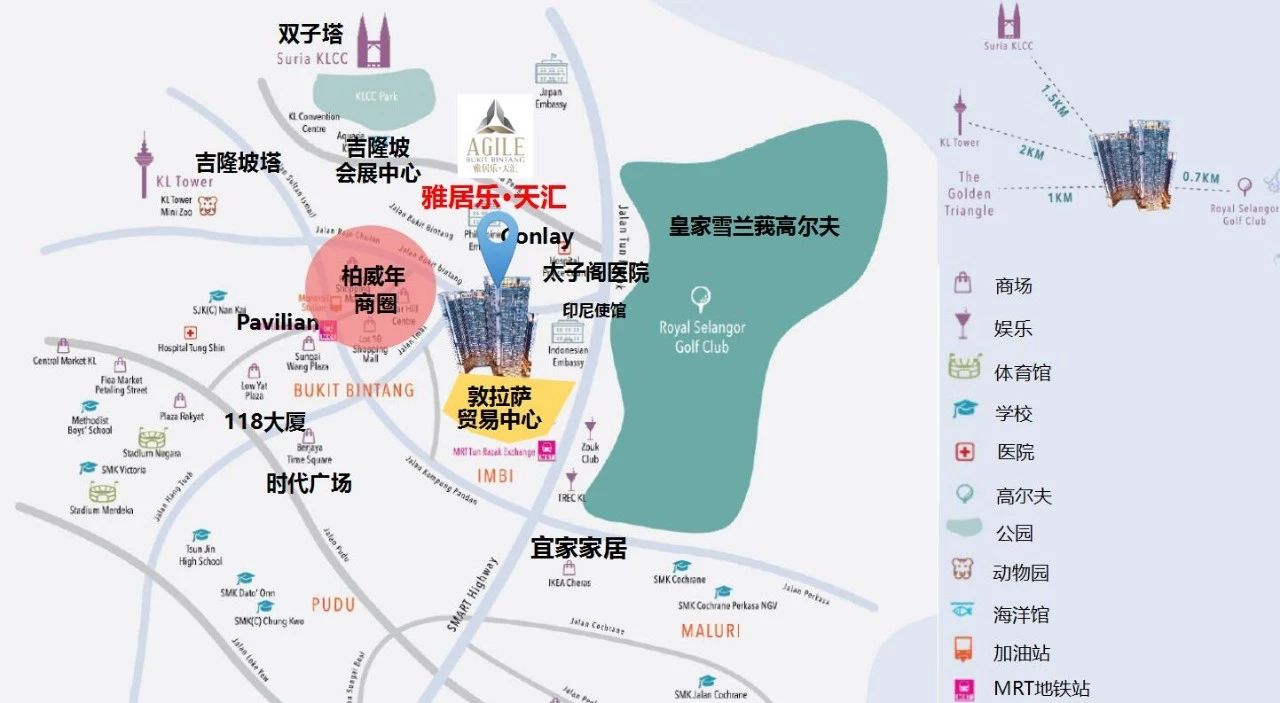 双子塔
Suria KLCC
KLCC Park
KL Convention
Centre
吉隆坡
会展中心
Japan
Embassy
AGILE
BUKIT BINTANG
雅居乐·天汇
雅居乐·天汇
吉隆坡塔
KL Tower
KL Tower
Mini Zoo
Jalan Sultan Ismail
Jalan Raja Chulan
Jalan Bukit Bintang
Jalan Bukit Bintang
Conlay
太子阁医院
印尼使馆
Indonesian
Embassy
柏威年
商圈
Pavilian
SJK(C) Nan Kai
Hospital Tung Shin
Central Market KL
Flea Market
Petaling Street
Sungai
Wang Plaza
Lot 10
Shopping
Mall
Jalan Imbi
Low Yat
Plaza
BUKIT BINTANG
Plaza Rakyat
Methodist
Boys' School
118大厦
Stadium Negara
SMK Victoria
Stadium Merdeka
Berjaya
Time Square
时代广场
Jalan Hang Tuah
敦拉萨
贸易中心
MRT Tun Razak Exchange
IMBI
Zouk
Club
TREC KL
皇家雪兰莪高尔夫
Royal Selangor
Golf Club
Jalan Kampung Pandan
宜家家居
IKEA Cheras
Tsun Jin
High School
SMK Dato' Onn
SMK(C) Chung Kwo
PUDU
Jalan Pudu
Jalan Loke Yew
SMART Highway
SMK Cochrane
SMK Cochrane Perkasa NGV
Jalan Perkasa
Jalan Cochrane
MALURI
SMK Jalan Cochrane
Suria KLCC
1.5KM
KL Tower
2KM
The
Golden
Triangle
1KM
0.7KM
Royal Selangor
Golf Club
商场
娱乐
体育馆
学校
医院
高尔夫
公园
动物园
海洋馆
加油站
MRT地铁站